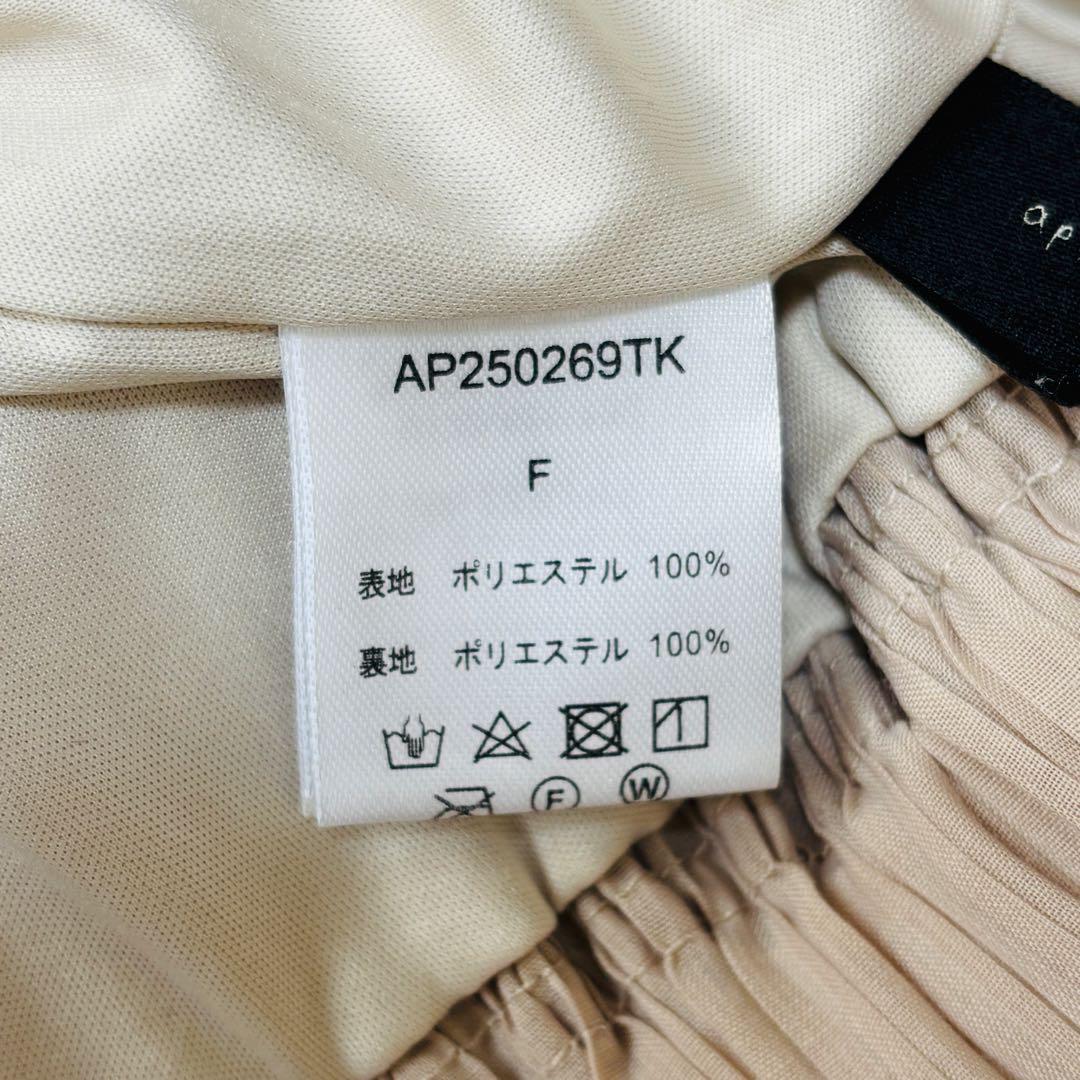 ap
AP250269TK
F
表地 ポリエステル 100%
裏地 ポリエステル 100%
F W